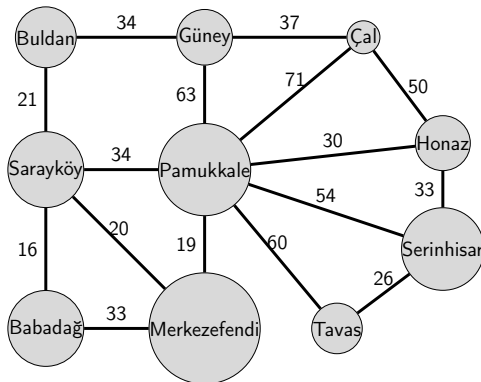 34
37
Buldan
Güney
Çal
21
63
71
50
34
30
Honaz
Sarayköy
Pamukkale
54
33
16
20
19
60
Serinhisar
26
33
Babadağ
Merkezefendi
Tavas